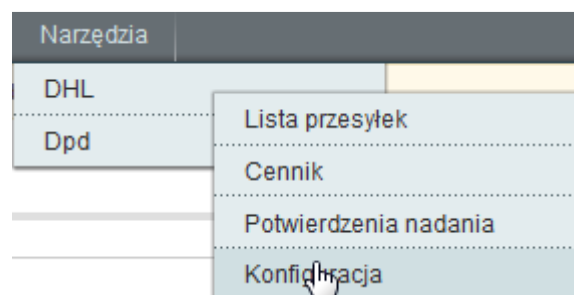 Narzędzia
DHL
Dpd
Lista przesyłek
Cennik
Potwierdzenia nadania
Konfiguracja